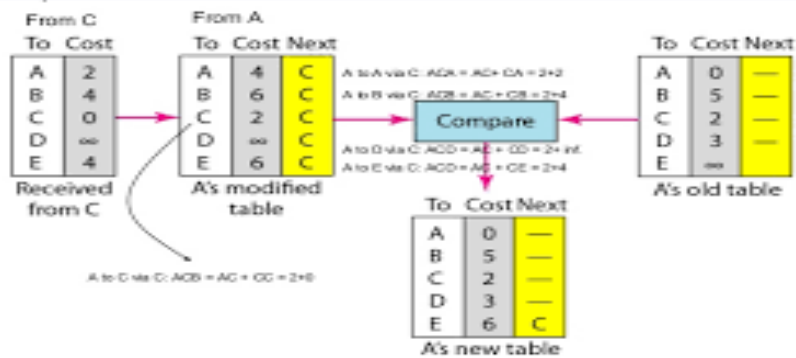 From C
To Cost
A 2
B 4
C 0
D ∞
E 4
Received
from C
From A
To Cost Next
A 4 C
B 6 C
C 2 C
D ∞ C
E 6 C
A's modified
table
A to A via C: ACA = AC+ CA = 2+2
A to B via C: ACB = AC + CB = 2+4
A to D via C: ACD = AC + CD = 2+ inf.
A to E via C: ACD = AC + CE = 2+4
A to C via C: ACB = AC + CC = 2+0
Compare
To Cost Next
A 0 —
B 5 —
C 2 —
D 3 —
E ∞
A's old table
To Cost Next
A 0 —
B 5 —
C 2 —
D 3 —
E 6 C
A's new table